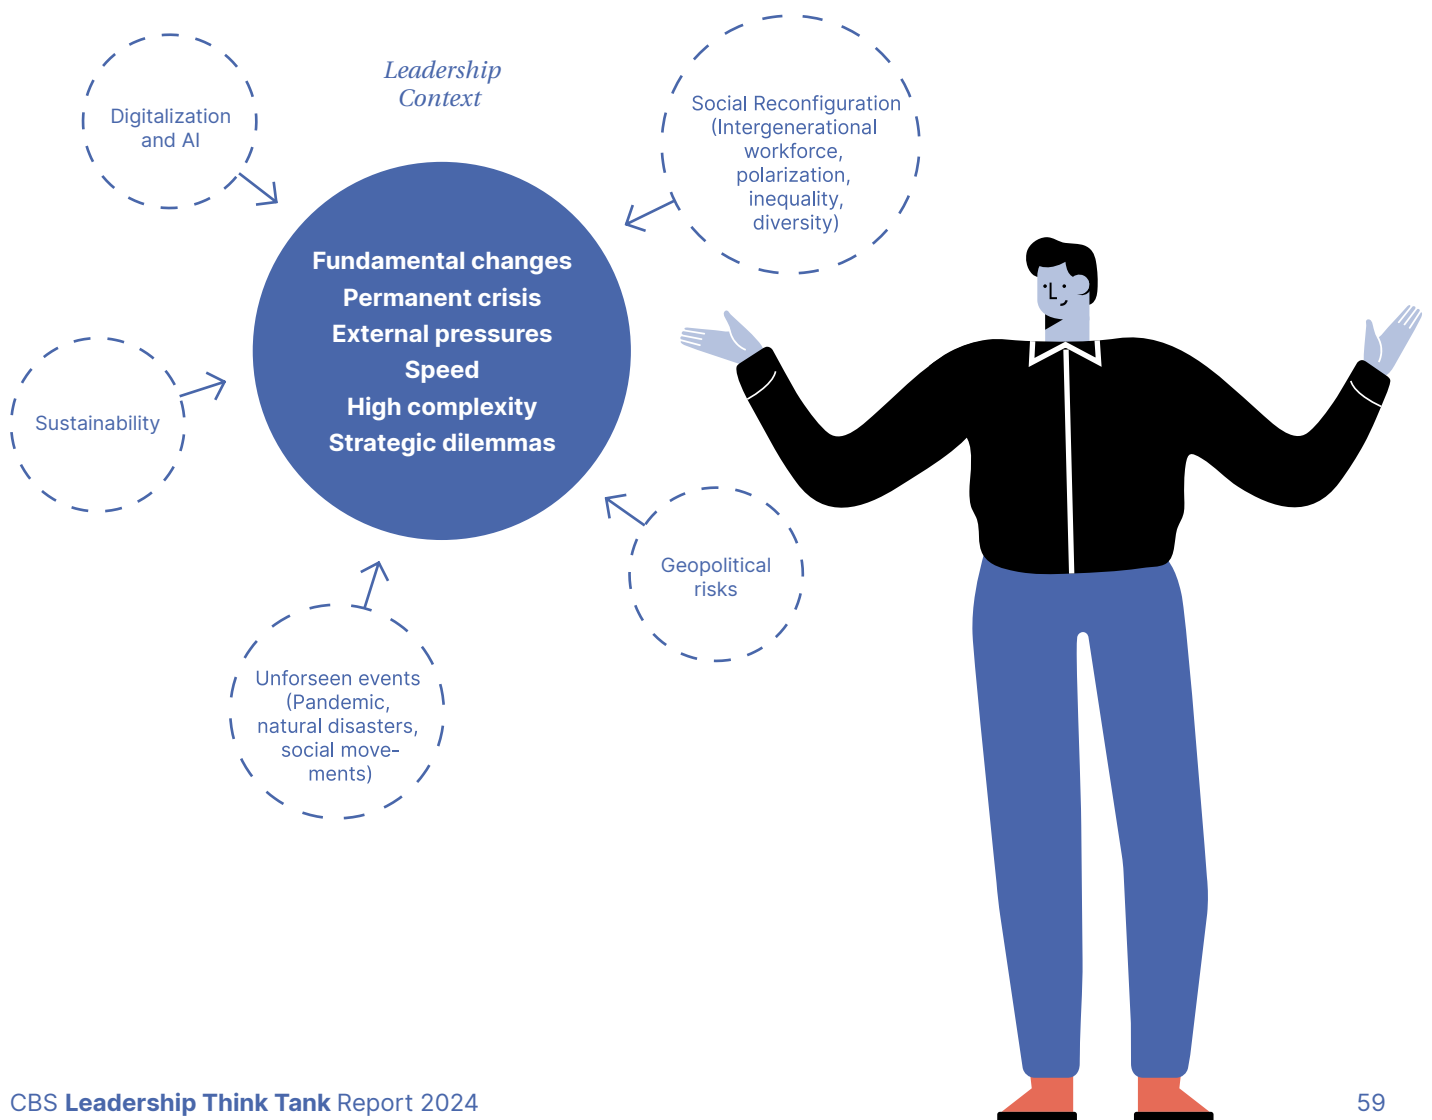 Leadership
Context
Digitalization
and AI
Social Reconfiguration
(Intergenerational
workforce,
polarization,
inequality,
diversity)
Fundamental changes
Permanent crisis
External pressures
Speed
High complexity
Strategic dilemmas
Sustainability
Geopolitical
risks
Unforseen events
(Pandemic,
natural disasters,
social move-
ments)
CBS Leadership Think Tank Report 2024
59